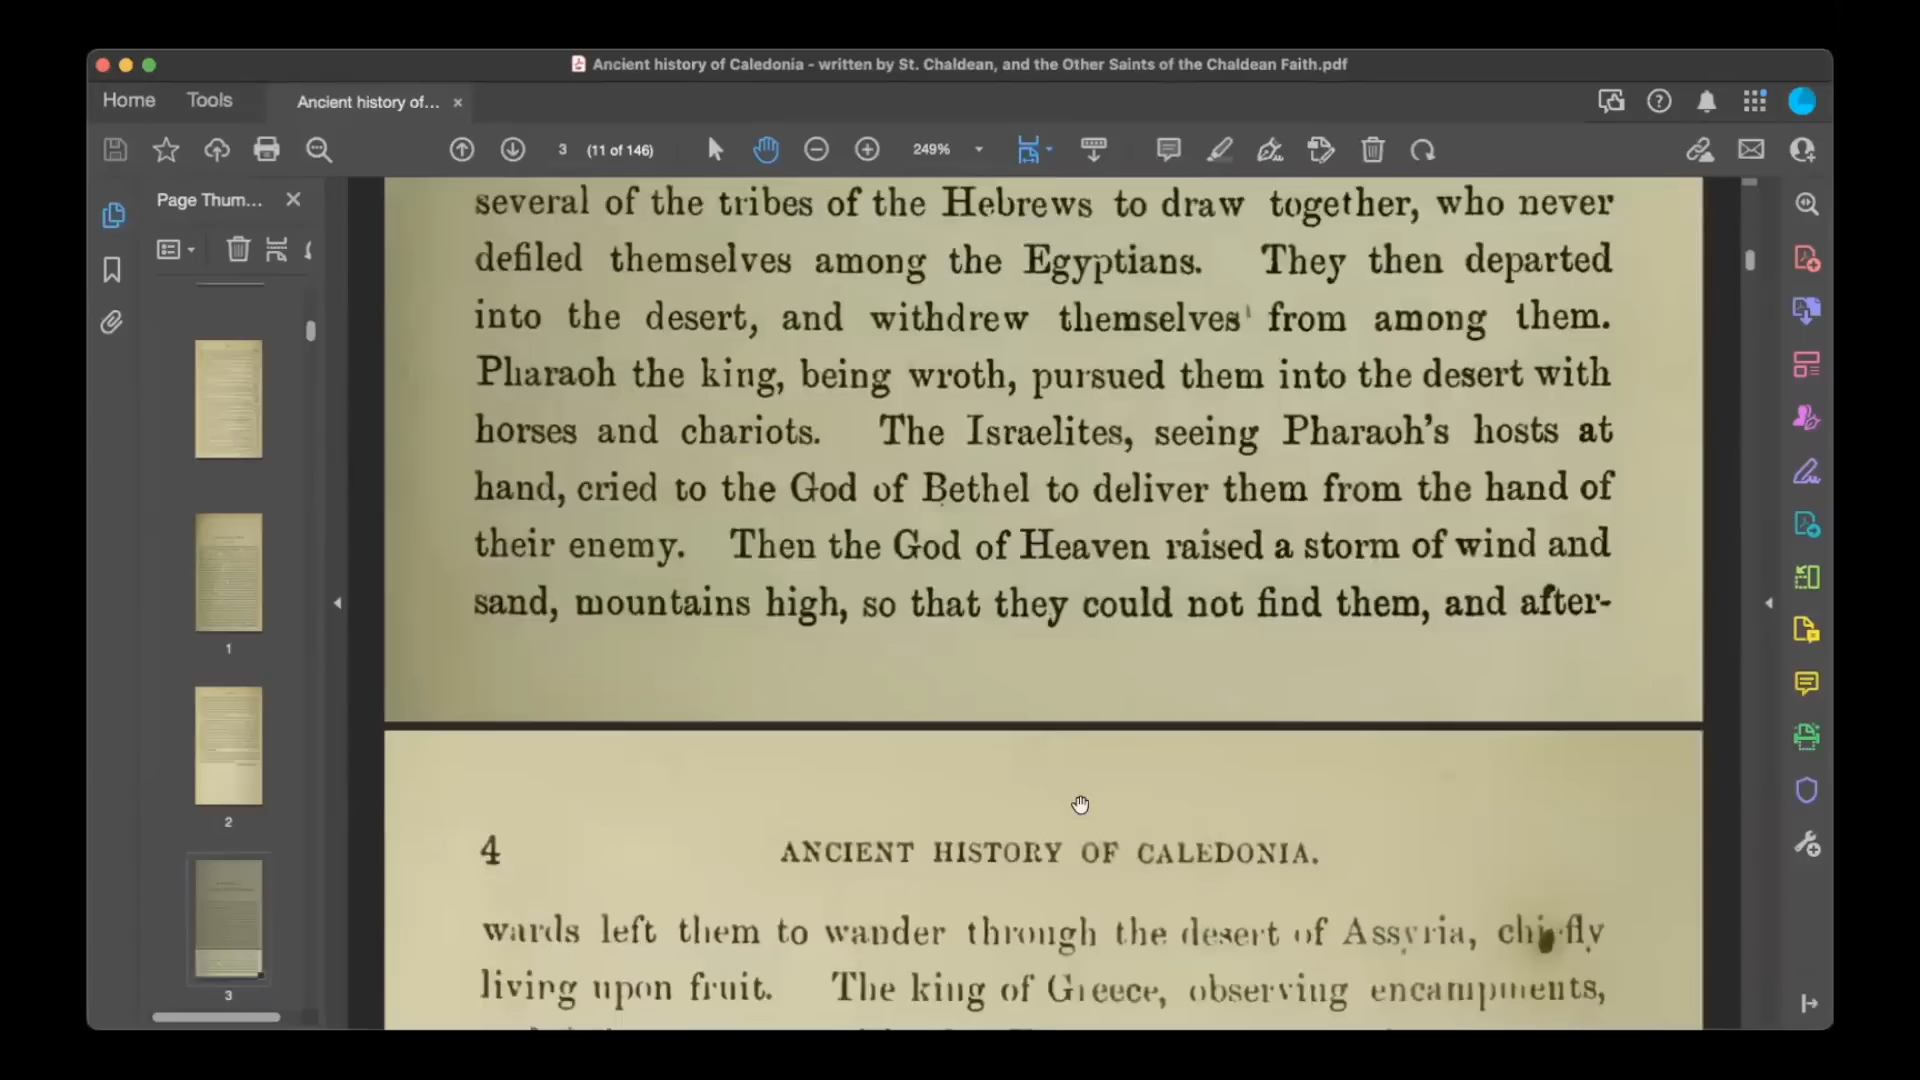 Ancient history of Caledonia - written by St. Chaldean, and the Other Saints of the Chaldean Faith.pdf
Home Tools Ancient history of... ×
3 (11 of 146) 249%
Page Thum...
1
2
3
several of the tribes of the Hebrews to draw together, who never
defiled themselves among the Egyptians. They then departed
into the desert, and withdrew themselves from among them.
Pharaoh the king, being wroth, pursued them into the desert with
horses and chariots. The Israelites, seeing Pharaoh's hosts at
hand, cried to the God of Bethel to deliver them from the hand of
their enemy. Then the God of Heaven raised a storm of wind and
sand, mountains high, so that they could not find them, and after-
4 ANCIENT HISTORY OF CALEDONIA.
wards left them to wander through the desert of Assyria, chiefly
living upon fruit. The king of Greece, observing encampments,